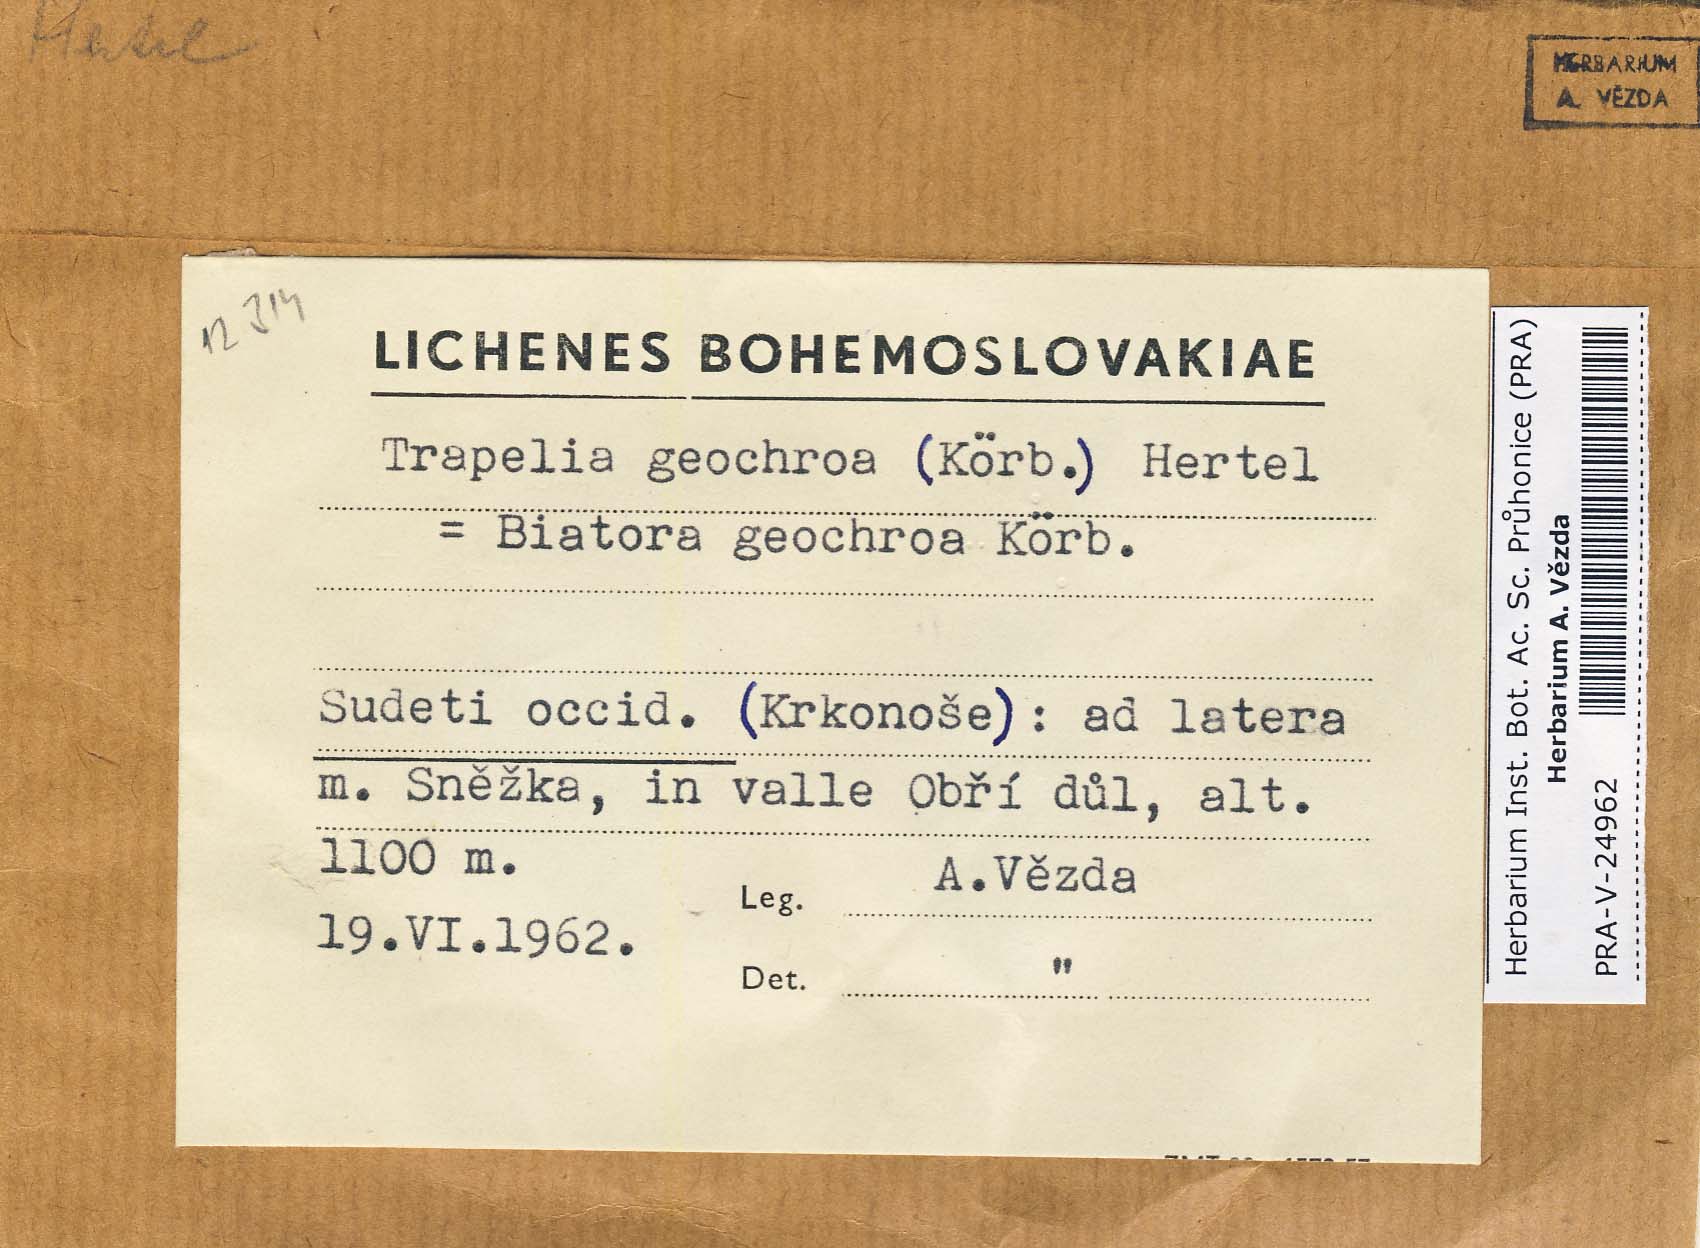 HERBARIUM
A. VĚZDA
12 314
LICHENES BOHEMOSLOVAKIAE
Trapelia geochroa (Körb.) Hertel
= Biatora geochroa Körb.
Sudeti occid. (Krkonoše): ad latera
m. Sněžka, in valle Obří důl, alt.
1100 m.
Leg. A.Vězda
19.VI.1962.
Det. "
Herbarium Inst. Bot. Ac. Sc. Průhonice (PRA)
Herbarium A. Vězda
PRA-V-24962